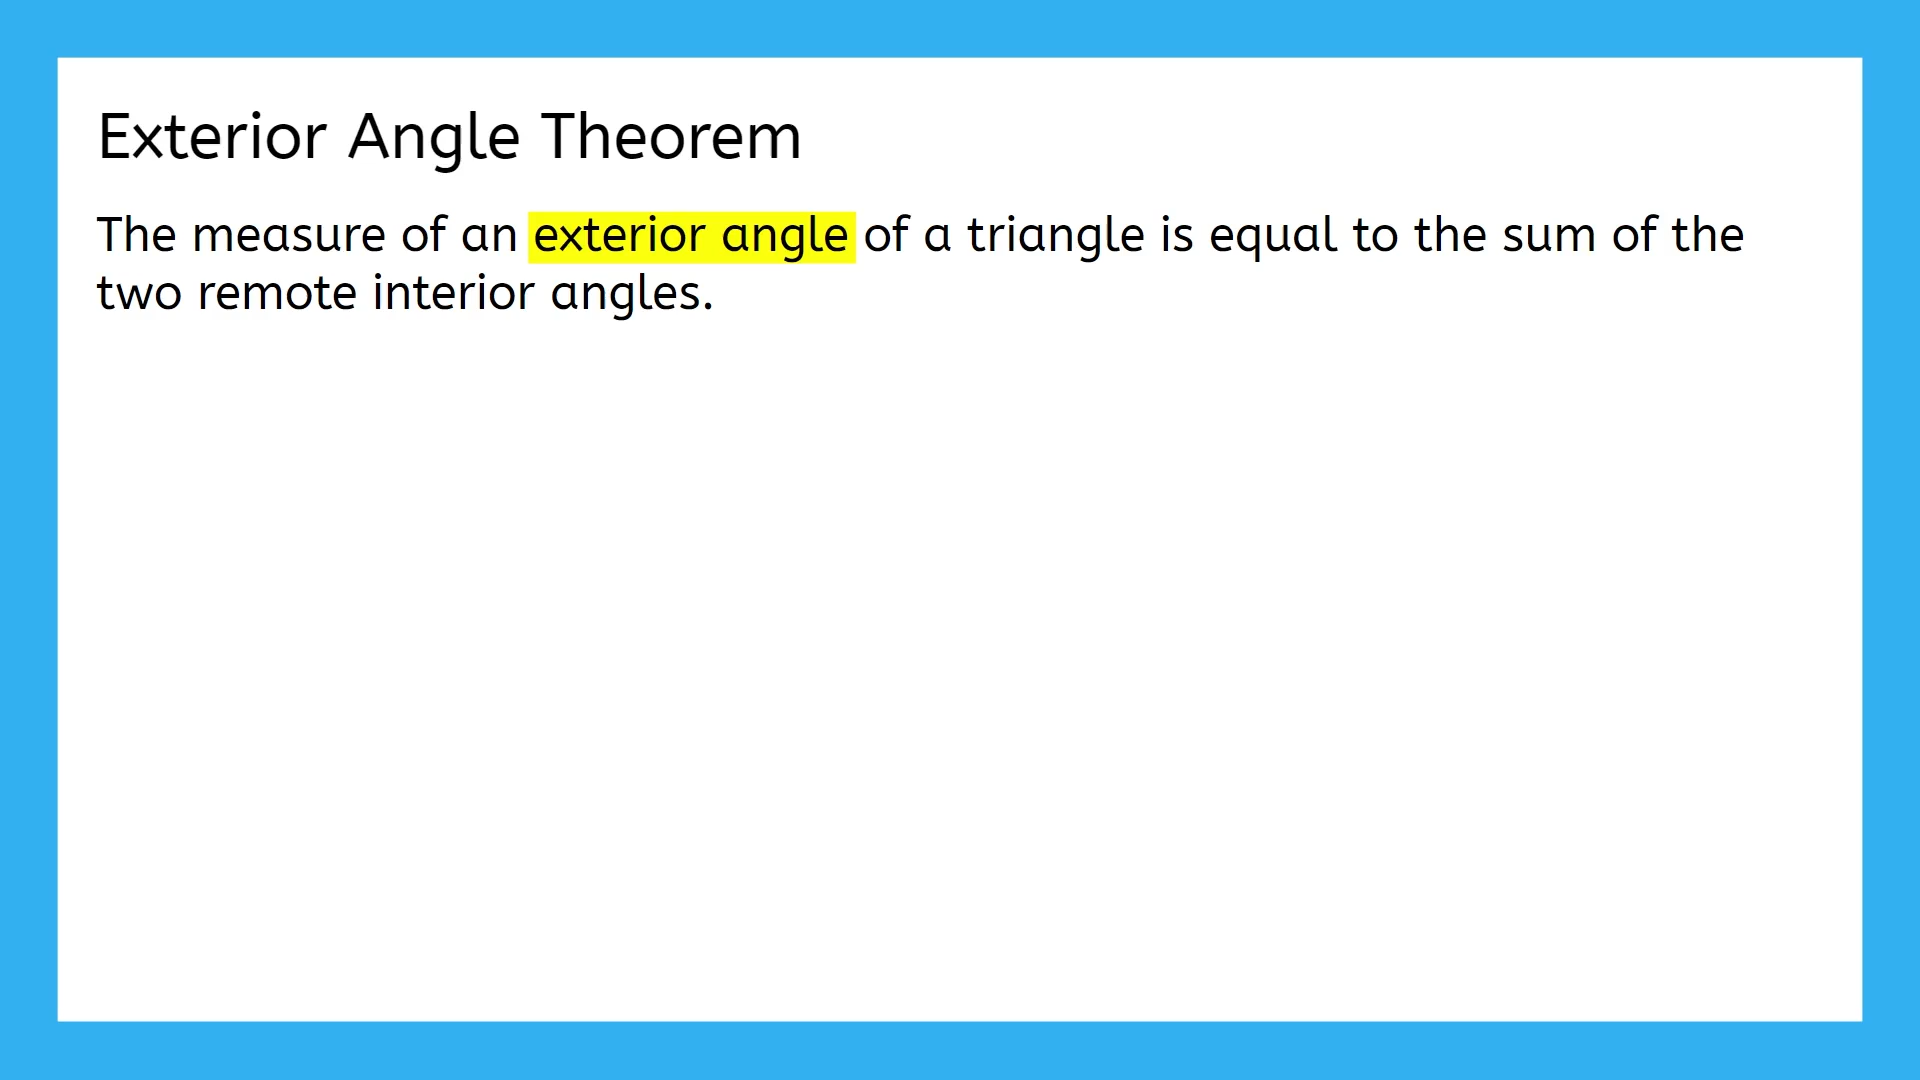 Exterior Angle Theorem
The measure of an exterior angle of a triangle is equal to the sum of the
two remote interior angles.